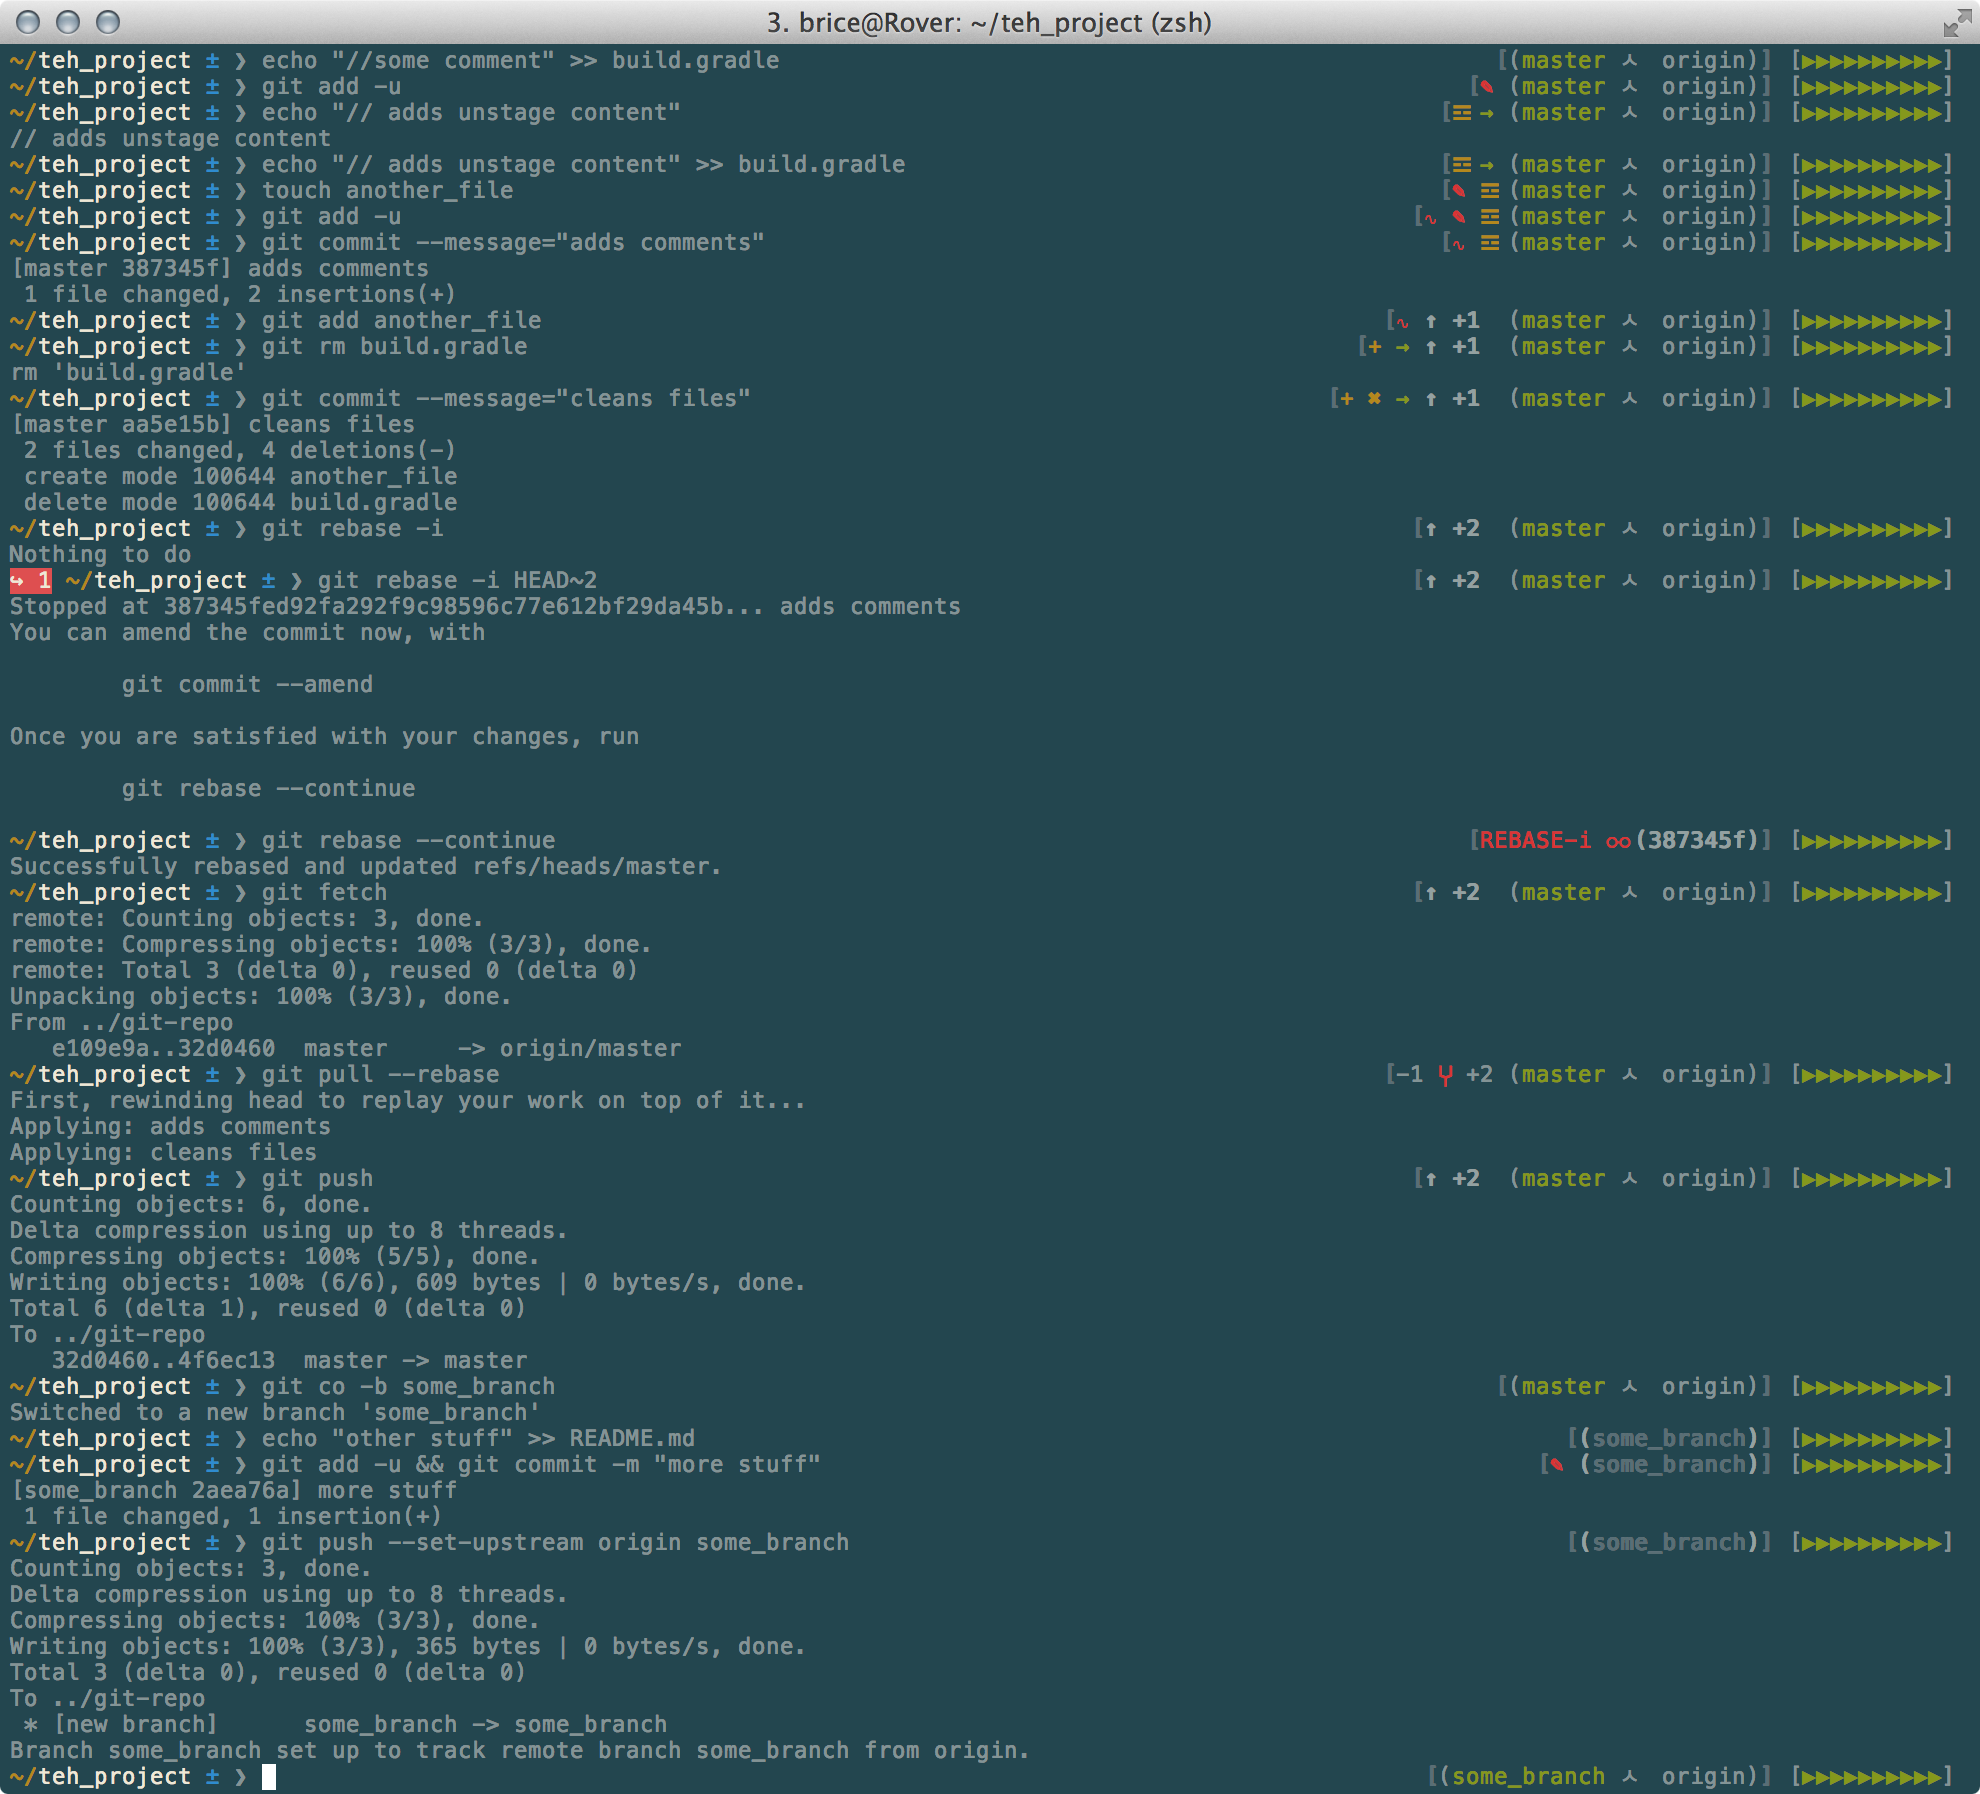 3. brice@Rover: ~/teh_project (zsh)
~/teh_project ± ❯ echo "//some comment" >> build.gradle [(master ⅄ origin)] [▶▶▶▶▶▶▶▶▶▶]
~/teh_project ± ❯ git add -u [✎ (master ⅄ origin)] [▶▶▶▶▶▶▶▶▶▶]
~/teh_project ± ❯ echo "// adds unstage content" [☲ → (master ⅄ origin)] [▶▶▶▶▶▶▶▶▶▶]
// adds unstage content
~/teh_project ± ❯ echo "// adds unstage content" >> build.gradle [☲ → (master ⅄ origin)] [▶▶▶▶▶▶▶▶▶▶]
~/teh_project ± ❯ touch another_file [✎ ☲ (master ⅄ origin)] [▶▶▶▶▶▶▶▶▶▶]
~/teh_project ± ❯ git add -u [∿ ✎ ☲ (master ⅄ origin)] [▶▶▶▶▶▶▶▶▶▶]
~/teh_project ± ❯ git commit --message="adds comments" [∿ ☲ (master ⅄ origin)] [▶▶▶▶▶▶▶▶▶▶]
[master 387345f] adds comments
 1 file changed, 2 insertions(+)
~/teh_project ± ❯ git add another_file [∿ ↑ +1 (master ⅄ origin)] [▶▶▶▶▶▶▶▶▶▶]
~/teh_project ± ❯ git rm build.gradle [+ → ↑ +1 (master ⅄ origin)] [▶▶▶▶▶▶▶▶▶▶]
rm 'build.gradle'
~/teh_project ± ❯ git commit --message="cleans files" [+ ✖ → ↑ +1 (master ⅄ origin)] [▶▶▶▶▶▶▶▶▶▶]
[master aa5e15b] cleans files
 2 files changed, 4 deletions(-)
 create mode 100644 another_file
 delete mode 100644 build.gradle
~/teh_project ± ❯ git rebase -i [↑ +2 (master ⅄ origin)] [▶▶▶▶▶▶▶▶▶▶]
Nothing to do
↪ 1 ~/teh_project ± ❯ git rebase -i HEAD~2 [↑ +2 (master ⅄ origin)] [▶▶▶▶▶▶▶▶▶▶]
Stopped at 387345fed92fa292f9c98596c77e612bf29da45b... adds comments
You can amend the commit now, with
        git commit --amend
Once you are satisfied with your changes, run
        git rebase --continue
~/teh_project ± ❯ git rebase --continue [REBASE-i ∞(387345f)] [▶▶▶▶▶▶▶▶▶▶]
Successfully rebased and updated refs/heads/master.
~/teh_project ± ❯ git fetch [↑ +2 (master ⅄ origin)] [▶▶▶▶▶▶▶▶▶▶]
remote: Counting objects: 3, done.
remote: Compressing objects: 100% (3/3), done.
remote: Total 3 (delta 0), reused 0 (delta 0)
Unpacking objects: 100% (3/3), done.
From ../git-repo
   e109e9a..32d0460  master     -> origin/master
~/teh_project ± ❯ git pull --rebase [-1 Ⴤ +2 (master ⅄ origin)] [▶▶▶▶▶▶▶▶▶▶]
First, rewinding head to replay your work on top of it...
Applying: adds comments
Applying: cleans files
~/teh_project ± ❯ git push [↑ +2 (master ⅄ origin)] [▶▶▶▶▶▶▶▶▶▶]
Counting objects: 6, done.
Delta compression using up to 8 threads.
Compressing objects: 100% (5/5), done.
Writing objects: 100% (6/6), 609 bytes | 0 bytes/s, done.
Total 6 (delta 1), reused 0 (delta 0)
To ../git-repo
   32d0460..4f6ec13  master -> master
~/teh_project ± ❯ git co -b some_branch [(master ⅄ origin)] [▶▶▶▶▶▶▶▶▶▶]
Switched to a new branch 'some_branch'
~/teh_project ± ❯ echo "other stuff" >> README.md [(some_branch)] [▶▶▶▶▶▶▶▶▶▶]
~/teh_project ± ❯ git add -u && git commit -m "more stuff" [✎ (some_branch)] [▶▶▶▶▶▶▶▶▶▶]
[some_branch 2aea76a] more stuff
 1 file changed, 1 insertion(+)
~/teh_project ± ❯ git push --set-upstream origin some_branch [(some_branch)] [▶▶▶▶▶▶▶▶▶▶]
Counting objects: 3, done.
Delta compression using up to 8 threads.
Compressing objects: 100% (3/3), done.
Writing objects: 100% (3/3), 365 bytes | 0 bytes/s, done.
Total 3 (delta 0), reused 0 (delta 0)
To ../git-repo
 * [new branch]      some_branch -> some_branch
Branch some_branch set up to track remote branch some_branch from origin.
~/teh_project ± ❯ [(some_branch ⅄ origin)] [▶▶▶▶▶▶▶▶▶▶]